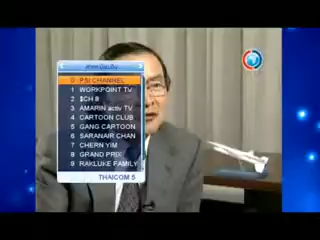 0 PSI CHANNEL
1 WORKPOINT TV
2 $CH 8
3 AMARIN activ TV
4 CARTOON CLUB
5 GANG CARTOON
6 SARANAIR CHAN
7 CHERN YIM
8 GRAND PRIX
9 RAKLUKE FAMILY
THAICOM 5